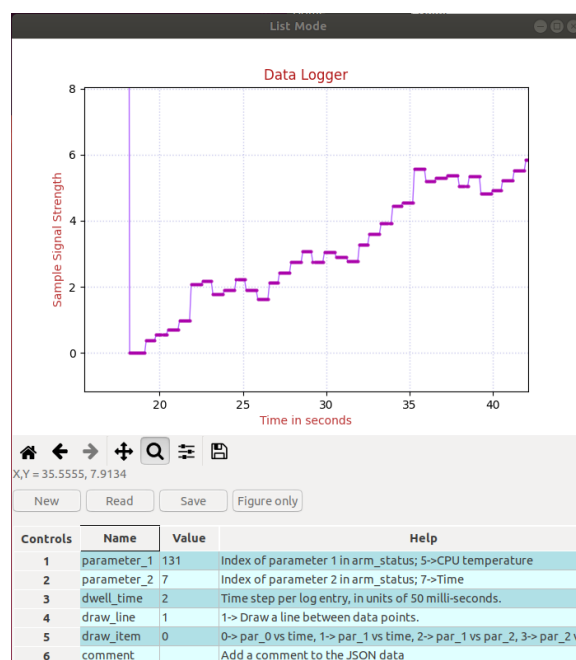 List Mode
Data Logger
8
6
4
2
0
Sample Signal Strength
20 25 30 35 40
Time in seconds
X,Y = 35.5555, 7.9134
New Read Save Figure only
Controls Name Value Help
1 parameter_1 131 Index of parameter 1 in arm_status; 5->CPU temperature
2 parameter_2 7 Index of parameter 2 in arm_status; 7->Time
3 dwell_time 2 Time step per log entry, in units of 50 milli-seconds.
4 draw_line 1 1-> Draw a line between data points.
5 draw_item 0 0-> par_0 vs time, 1-> par_1 vs time, 2-> par_1 vs par_2, 3-> par_2 v
6 comment Add a comment to the JSON data